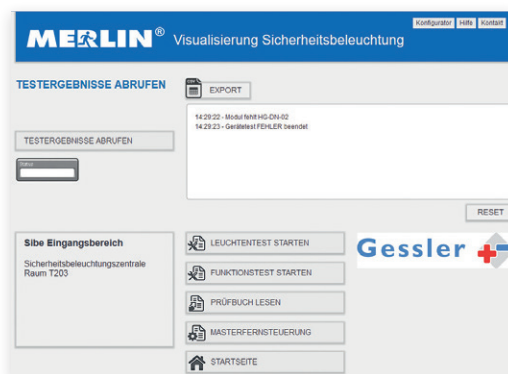 Konfigurator Hilfe Kontakt
MERLIN® Visualisierung Sicherheitsbeleuchtung
TESTERGEBNISSE ABRUFEN
EXPORT
14:29:22 - Modul fehlt HG-DN-02
14:29:23 - Gerätetest FEHLER beendet
TESTERGEBNISSE ABRUFEN
RESET
Sibe Eingangsbereich
Sicherheitsbeleuchtungszentrale
Raum T203
LEUCHTENTEST STARTEN
FUNKTIONSTEST STARTEN
PRÜFBUCH LESEN
MASTERFERNSTEUERUNG
STARTSEITE
Gessler